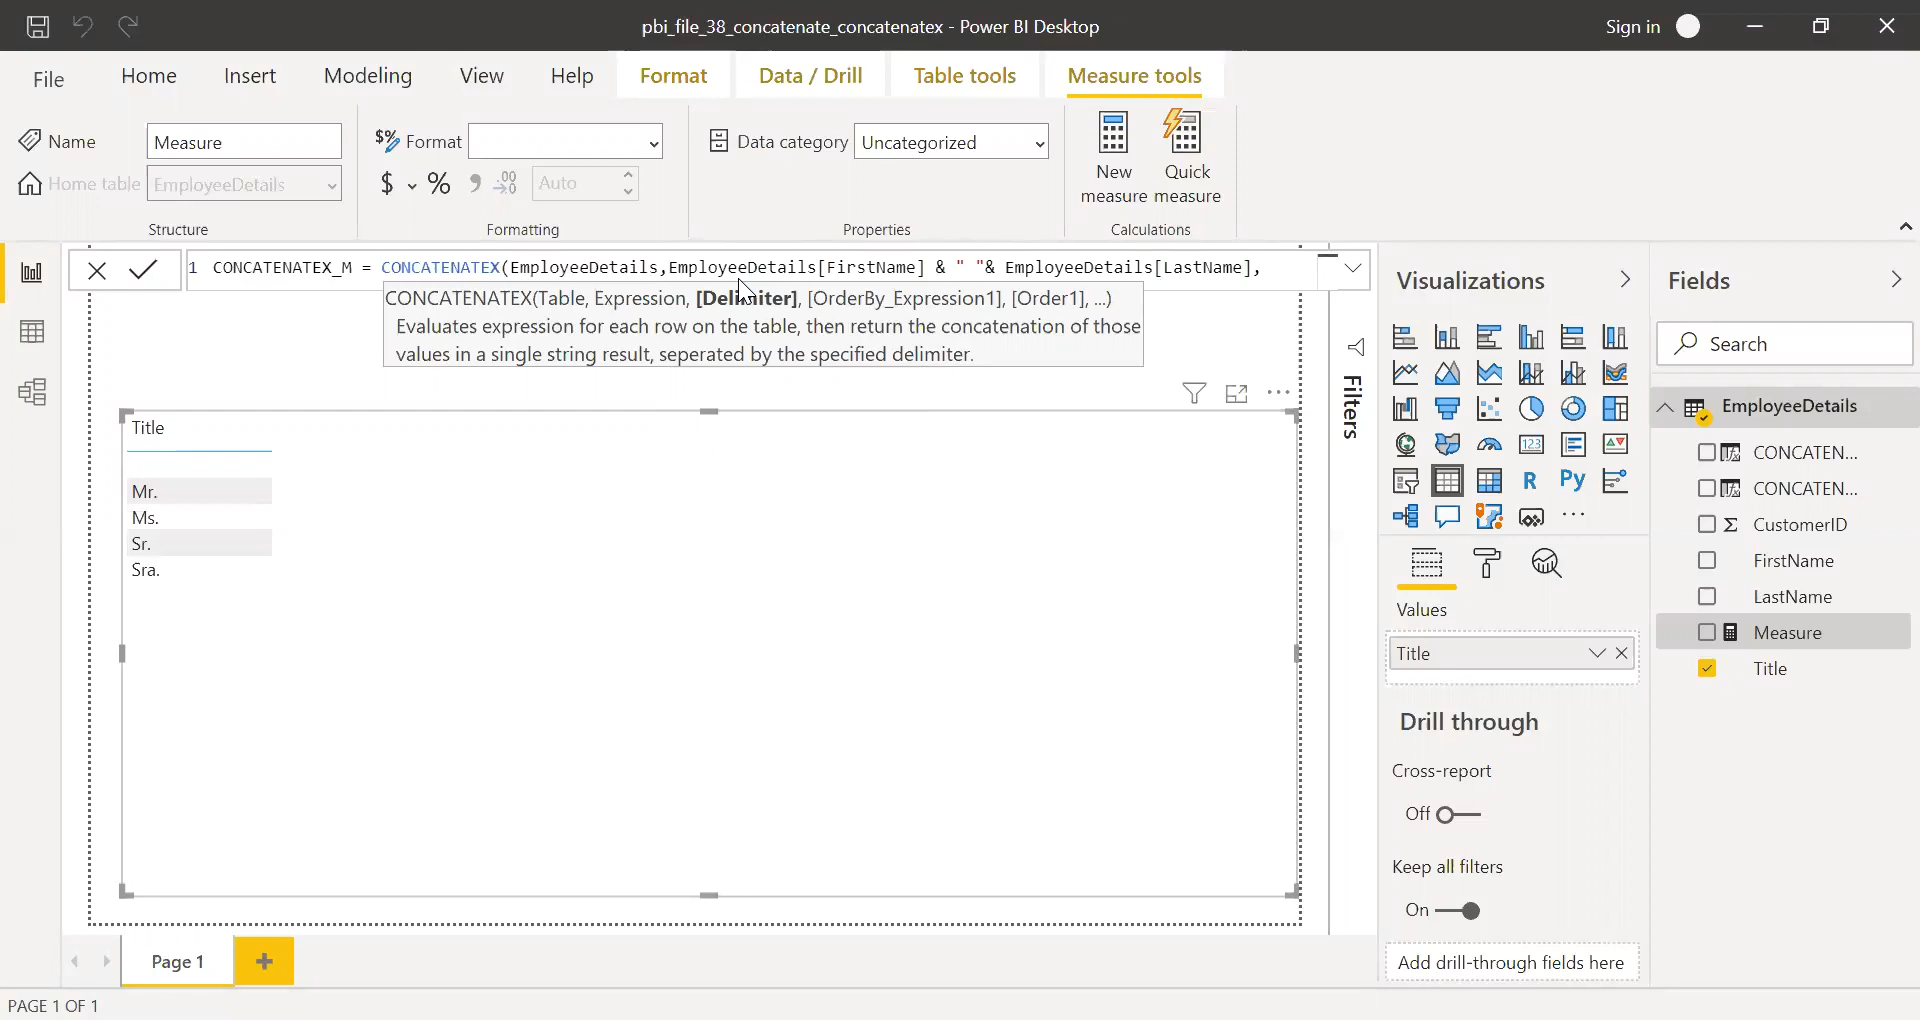 pbi_file_38_concatenate_concatenatex - Power BI Desktop
Sign in
File
Home
Insert
Modeling
View
Help
Format
Data / Drill
Table tools
Measure tools
Name
Measure
Format
Data category
Uncategorized
Home table
EmployeeDetails
$
%
Auto
New measure
Quick measure
Structure
Formatting
Properties
Calculations
1 CONCATENATEX_M = CONCATENATEX(EmployeeDetails,EmployeeDetails[FirstName] & " "& EmployeeDetails[LastName],
CONCATENATEX(Table, Expression, [Delimiter], [OrderBy_Expression1], [Order1], ...)
Evaluates expression for each row on the table, then return the concatenation of those
values in a single string result, seperated by the specified delimiter.
Title
Mr.
Ms.
Sr.
Sra.
Filters
Visualizations
123
R
Py
Values
Title
Drill through
Cross-report
Off
Keep all filters
On
Add drill-through fields here
Fields
Search
EmployeeDetails
CONCATEN...
CONCATEN...
CustomerID
FirstName
LastName
Measure
Title
Page 1
PAGE 1 OF 1